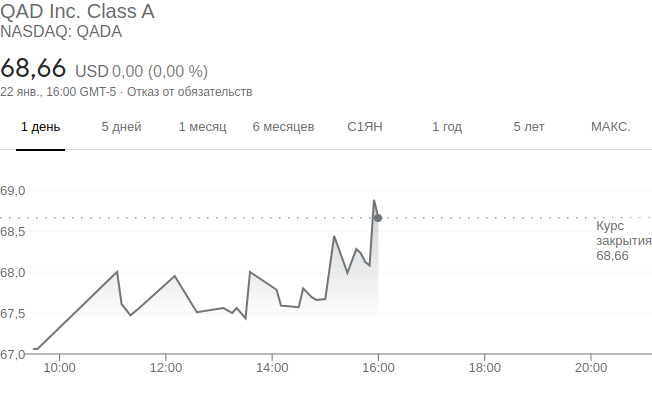 QAD Inc. Class A
NASDAQ: QADA
68,66 USD 0,00 (0,00 %)
22 янв., 16:00 GMT-5 · Отказ от обязательств
1 день 5 дней 1 месяц 6 месяцев С1ЯН 1 год 5 лет МАКС.
69,0
68,5
68,0
67,5
67,0
Курс
закрытия
68,66
10:00 12:00 14:00 16:00 18:00 20:00